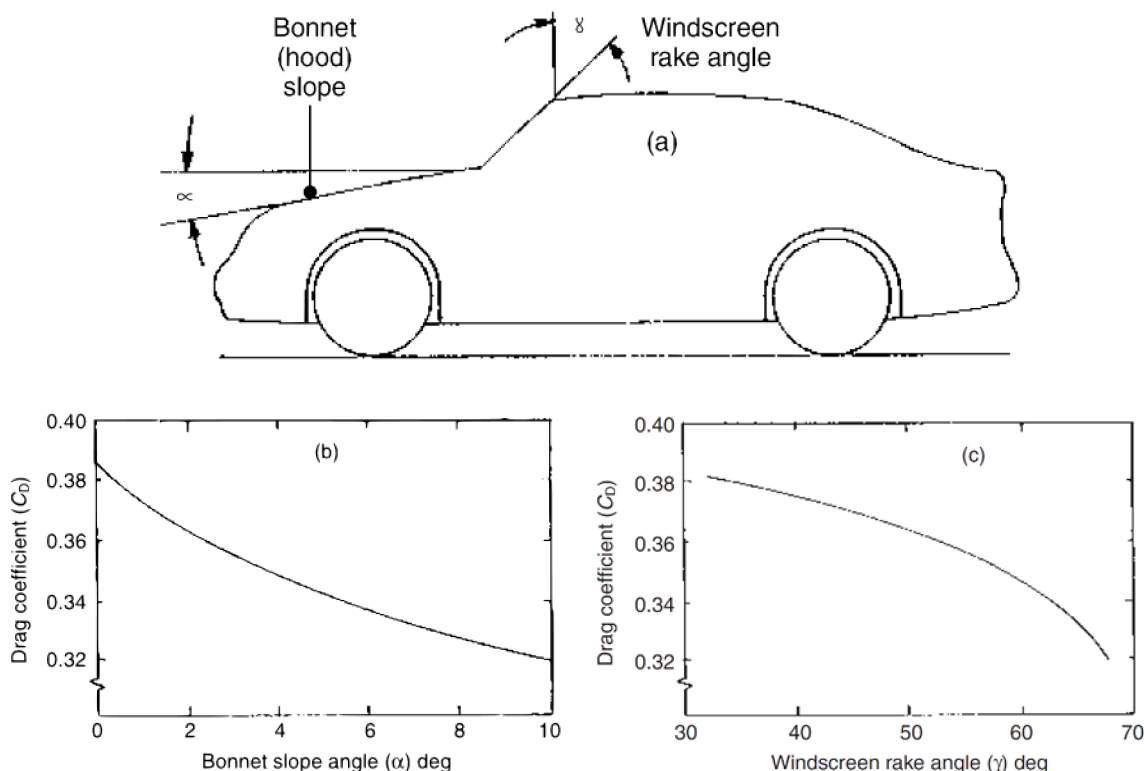 Bonnet
(hood)
slope
γ
Windscreen
rake angle
(a)
∝
0.40
0.38
0.36
0.34
0.32
Drag coefficient (C_D)
(b)
0
2
4
6
8
10
Bonnet slope angle (α) deg
0.40
0.38
0.36
0.34
0.32
Drag coefficient (C_D)
(c)
30
40
50
60
70
Windscreen rake angle (γ) deg